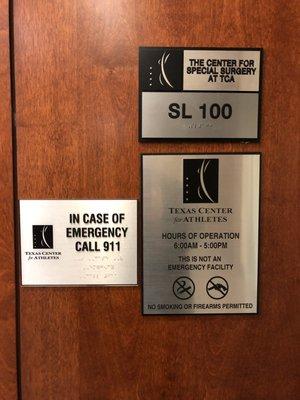 THE CENTER FOR
SPECIAL SURGERY
AT TCA
SL 100
TEXAS CENTER
for ATHLETES
HOURS OF OPERATION
6:00AM - 5:00PM
THS IS NOT AN
EMERGENCY FACILITY
NO SMOKING OR FIREARMS PERMITTED
IN CASE OF
EMERGENCY
CALL 911
TEXAS CENTER
for ATHLETES